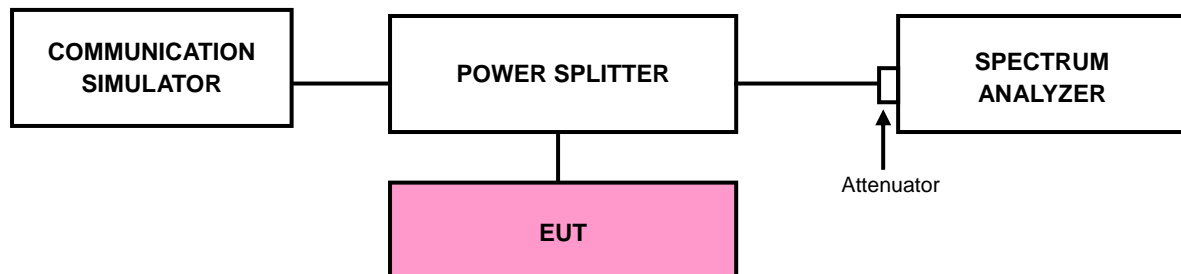 COMMUNICATION
SIMULATOR
POWER SPLITTER
SPECTRUM
ANALYZER
Attenuator
EUT